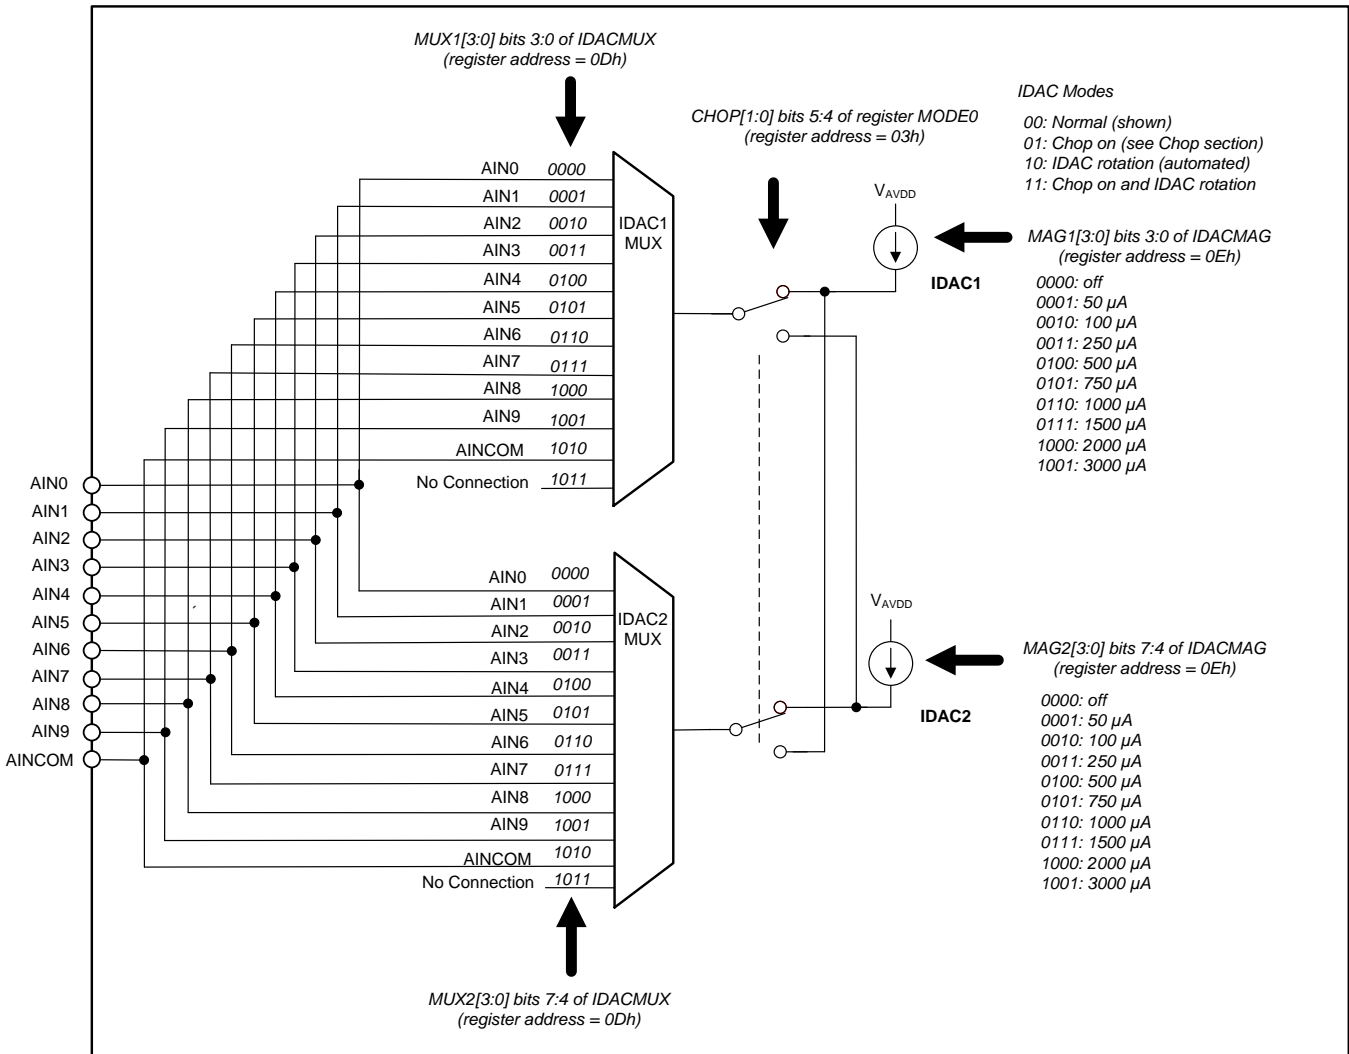 MUX1[3:0] bits 3:0 of IDACMUX
(register address = 0Dh)
IDAC Modes
00: Normal (shown)
01: Chop on (see Chop section)
10: IDAC rotation (automated)
11: Chop on and IDAC rotation
CHOP[1:0] bits 5:4 of register MODE0
(register address = 03h)
AIN0 0000
AIN1 0001
AIN2 0010
AIN3 0011
AIN4 0100
AIN5 0101
AIN6 0110
AIN7 0111
AIN8 1000
AIN9 1001
AINCOM 1010
No Connection 1011
IDAC1
MUX
VAVDD
IDAC1
MAG1[3:0] bits 3:0 of IDACMAG
(register address = 0Eh)
0000: off
0001: 50 µA
0010: 100 µA
0011: 250 µA
0100: 500 µA
0101: 750 µA
0110: 1000 µA
0111: 1500 µA
1000: 2000 µA
1001: 3000 µA
AIN0
AIN1
AIN2
AIN3
AIN4
AIN5
AIN6
AIN7
AIN8
AIN9
AINCOM
AIN0 0000
AIN1 0001
AIN2 0010
AIN3 0011
AIN4 0100
AIN5 0101
AIN6 0110
AIN7 0111
AIN8 1000
AIN9 1001
AINCOM 1010
No Connection 1011
IDAC2
MUX
VAVDD
IDAC2
MAG2[3:0] bits 7:4 of IDACMAG
(register address = 0Eh)
0000: off
0001: 50 µA
0010: 100 µA
0011: 250 µA
0100: 500 µA
0101: 750 µA
0110: 1000 µA
0111: 1500 µA
1000: 2000 µA
1001: 3000 µA
MUX2[3:0] bits 7:4 of IDACMUX
(register address = 0Dh)